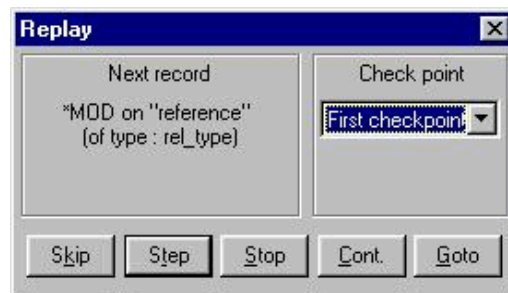 Replay
Next record
*MOD on "reference"
(of type : rel_type)
Check point
First checkpoint
Skip
Step
Stop
Cont.
Goto